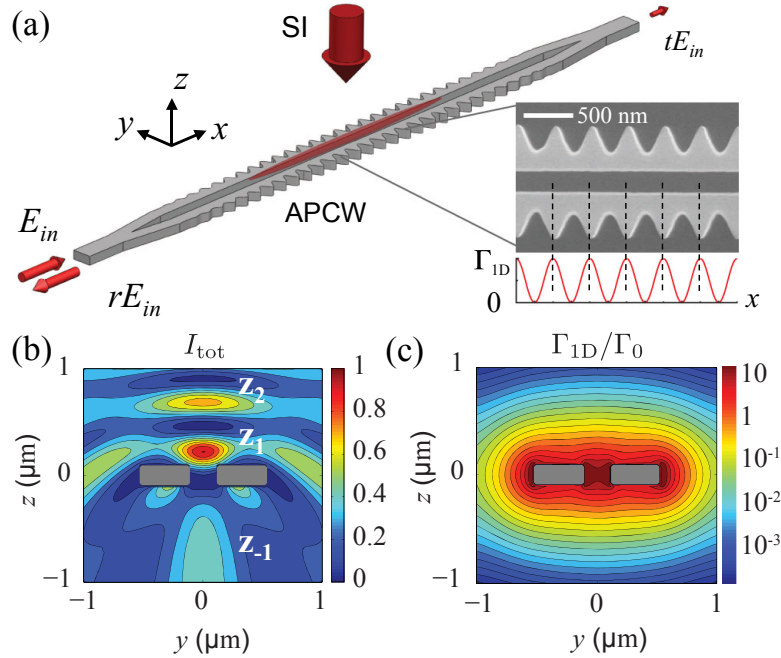 (a)
SI
tE_in
z
y
x
500 nm
APCW
E_in
rE_in
Γ_1D
0
x
(b)
I_tot
1
z_2
z_1
0
z_-1
−1
z (μm)
−1
0
1
y (μm)
1
0.8
0.6
0.4
0.2
0
(c)
Γ_1D/Γ_0
1
0
−1
z (μm)
−1
0
1
y (μm)
10
1
10^-1
10^-2
10^-3